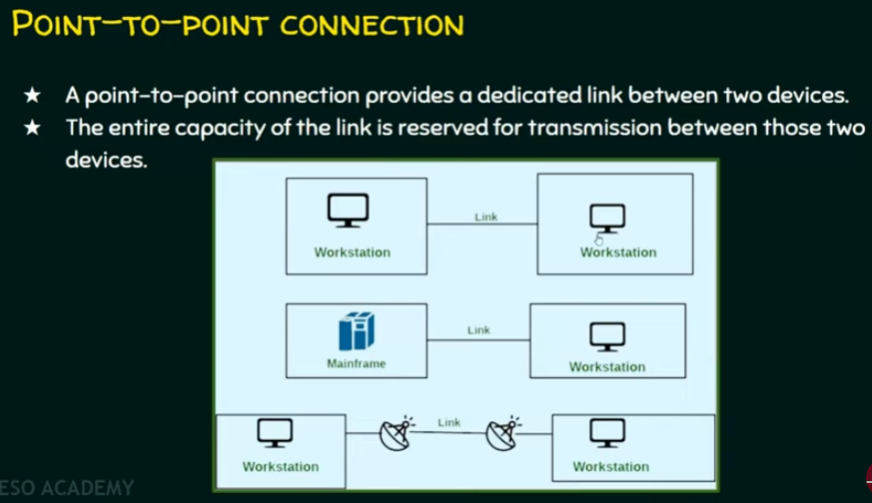 POINT-TO-POINT CONNECTION
★ A point-to-point connection provides a dedicated link between two devices.
★ The entire capacity of the link is reserved for transmission between those two
devices.
Link
Workstation Workstation
Link
Mainframe Workstation
Link
Workstation Workstation
ESO ACADEMY